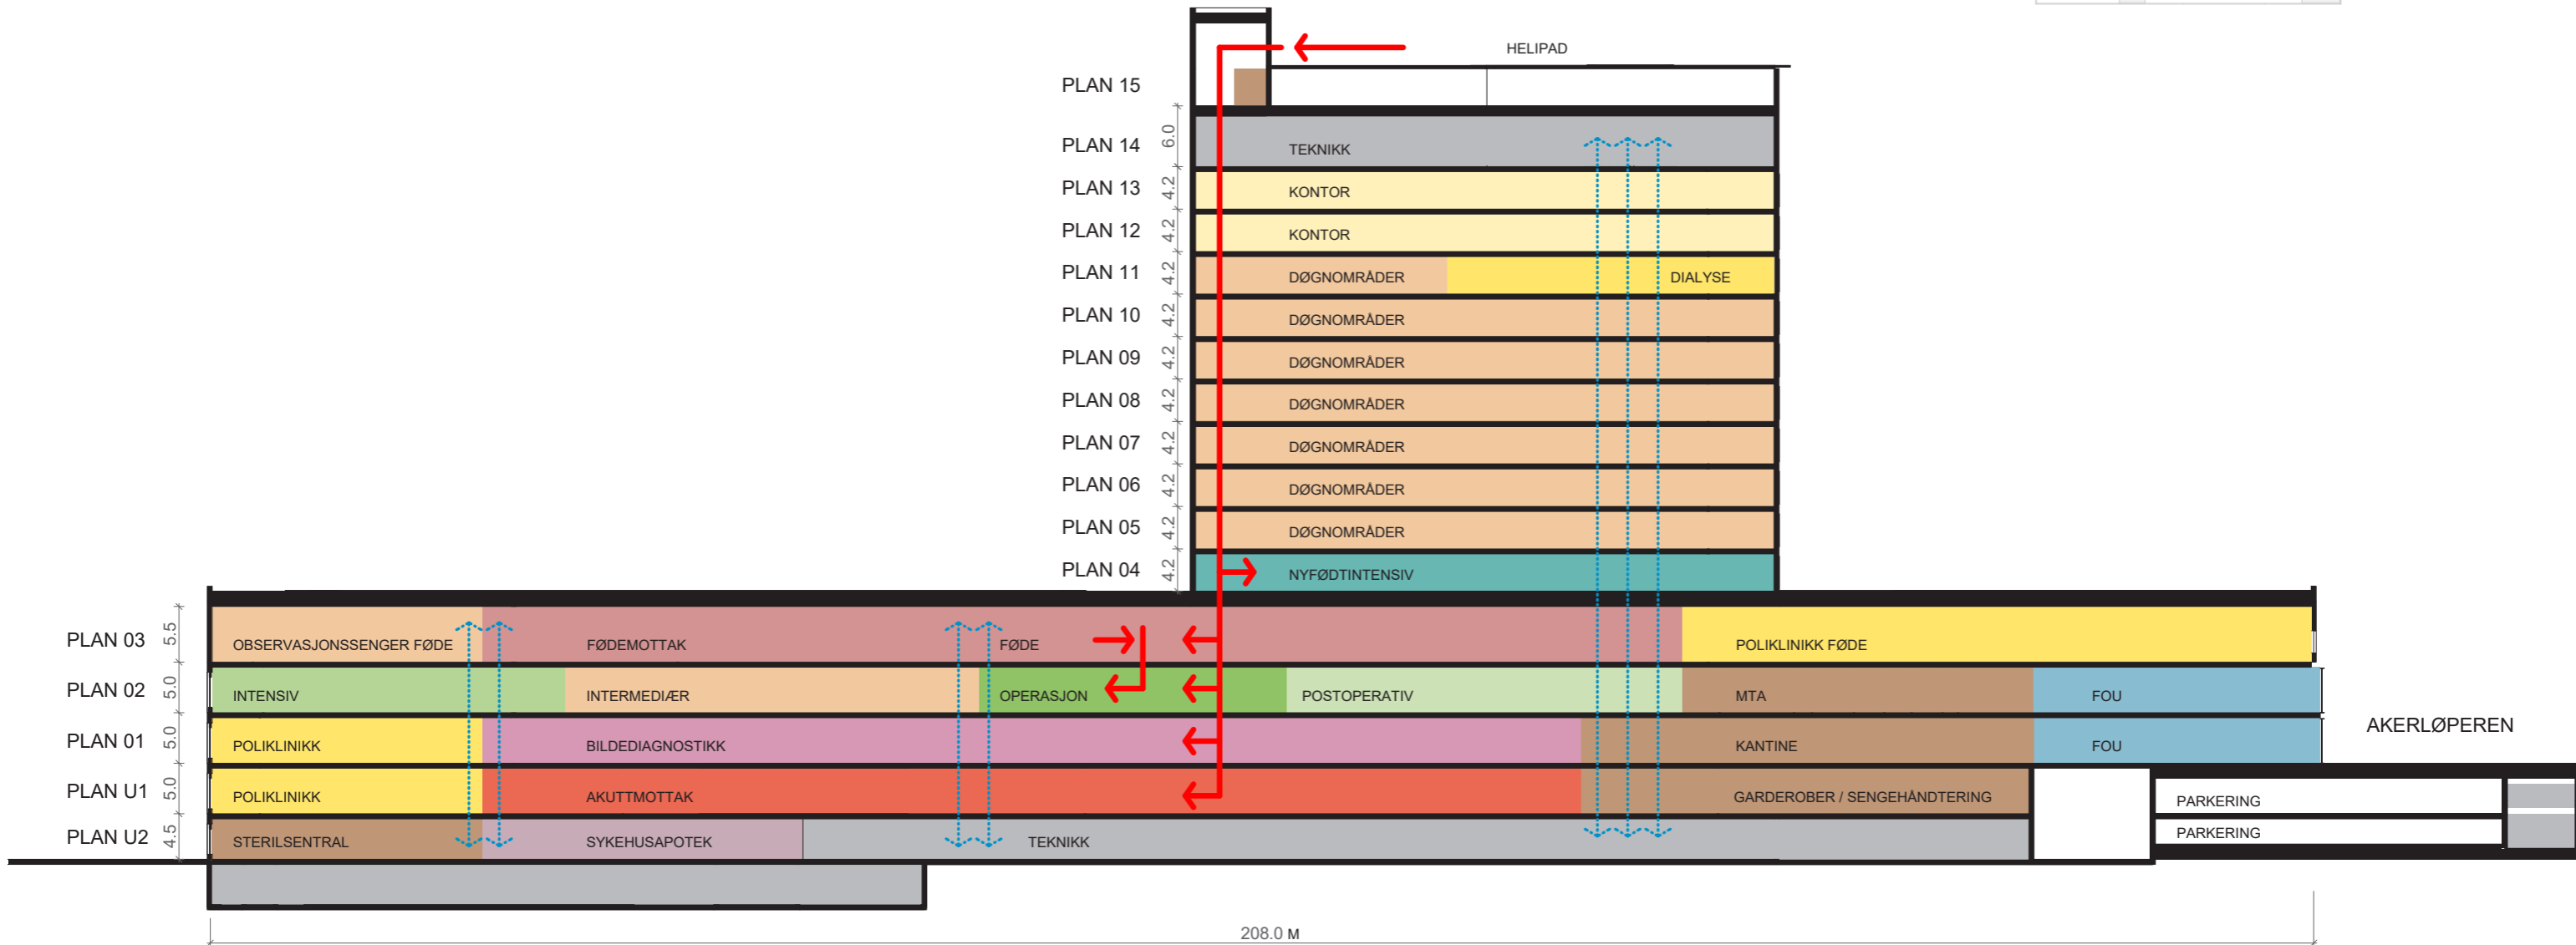 HELIPAD
PLAN 15
PLAN 14 6.0 TEKNIKK
PLAN 13 4.2 KONTOR
PLAN 12 4.2 KONTOR
PLAN 11 4.2 DØGNOMRÅDER DIALYSE
PLAN 10 4.2 DØGNOMRÅDER
PLAN 09 4.2 DØGNOMRÅDER
PLAN 08 4.2 DØGNOMRÅDER
PLAN 07 4.2 DØGNOMRÅDER
PLAN 06 4.2 DØGNOMRÅDER
PLAN 05 4.2 DØGNOMRÅDER
PLAN 04 4.2 NYFØDTINTENSIV
PLAN 03 5.5 OBSERVASJONSSENGER FØDE FØDEMOTTAK FØDE POLIKLINIKK FØDE
PLAN 02 5.0 INTENSIV INTERMEDIÆR OPERASJON POSTOPERATIV MTA FOU
AKERLØPEREN
PLAN 01 5.0 POLIKLINIKK BILDEDIAGNOSTIKK KANTINE FOU
PLAN U1 5.0 POLIKLINIKK AKUTTMOTTAK GARDEROBER / SENGEHÅNDTERING PARKERING
PLAN U2 4.5 STERILSENTRAL SYKEHUSAPOTEK TEKNIKK PARKERING
208.0 M